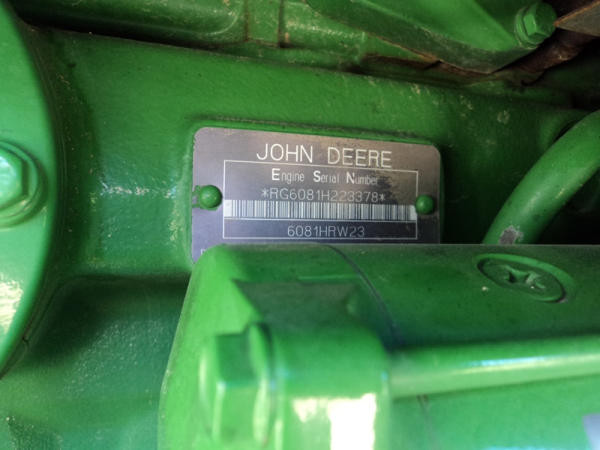 JOHN DEERE
Engine Serial Number
*RG6081H223378*
6081HRW23